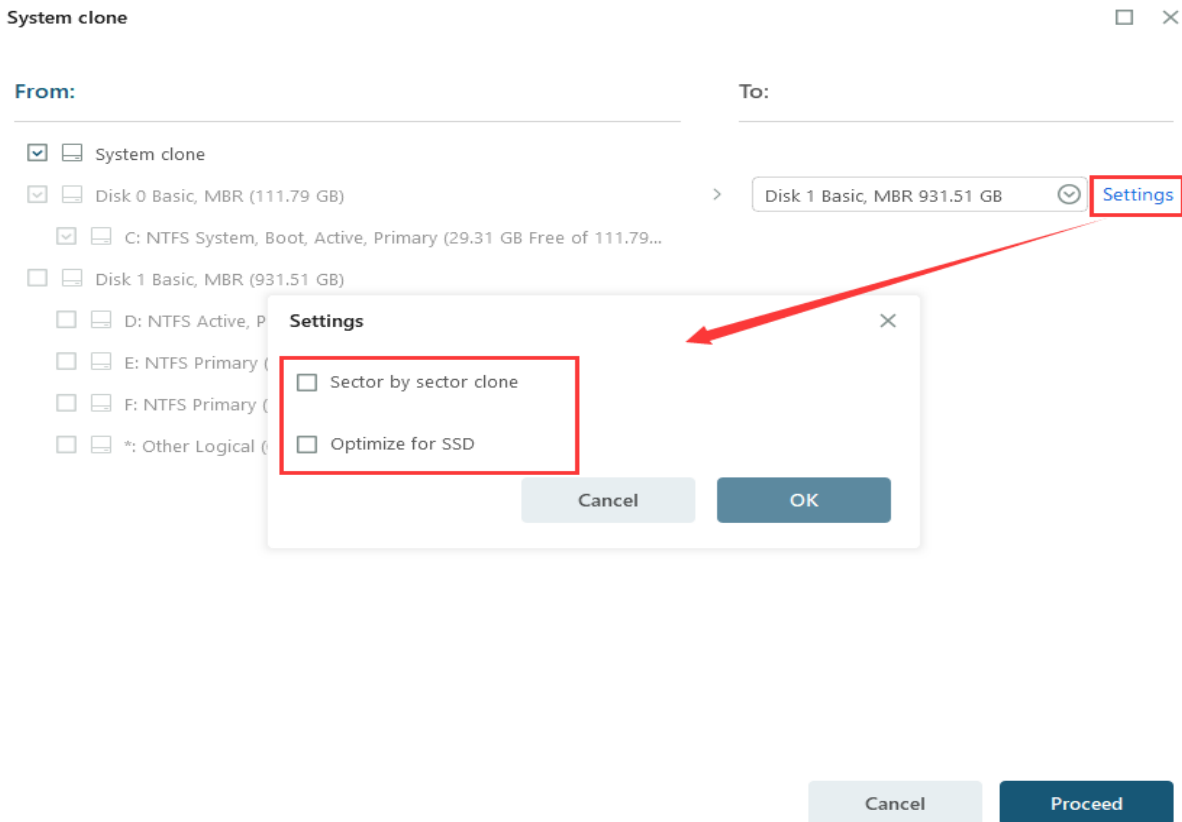 System clone
From:
To:
System clone
Disk 0 Basic, MBR (111.79 GB)
Disk 1 Basic, MBR 931.51 GB
Settings
C: NTFS System, Boot, Active, Primary (29.31 GB Free of 111.79...
Disk 1 Basic, MBR (931.51 GB)
D: NTFS Active, P
E: NTFS Primary (
F: NTFS Primary (
*: Other Logical (
Settings
Sector by sector clone
Optimize for SSD
Cancel
OK
Cancel
Proceed